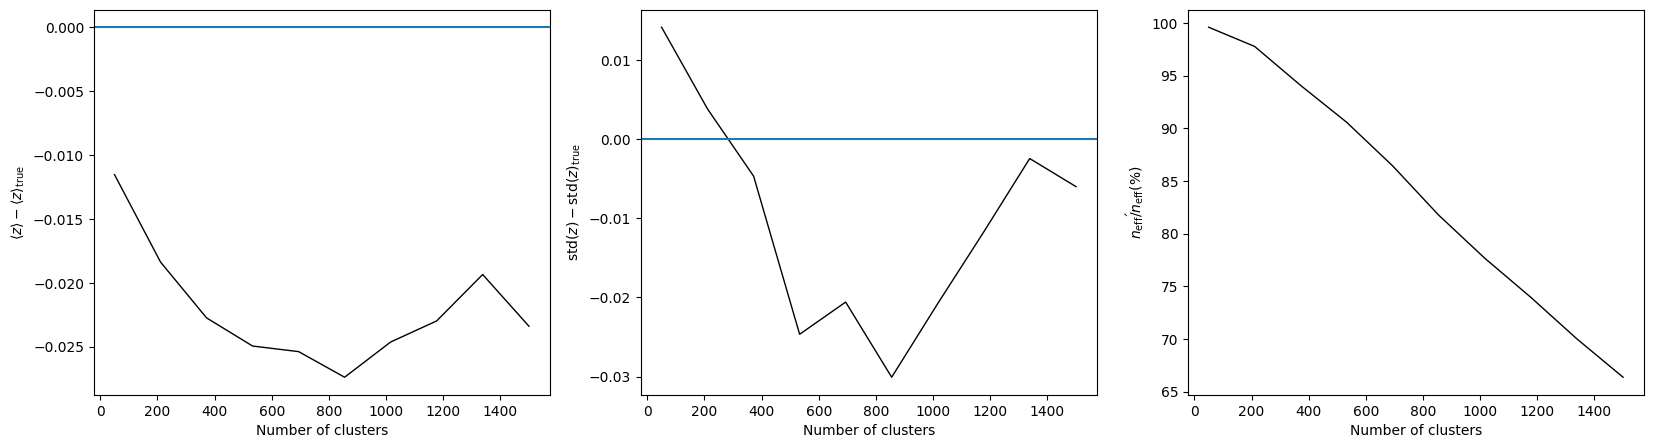 ⟨z⟩ − ⟨z⟩true
0.000
−0.005
−0.010
−0.015
−0.020
−0.025
0 200 400 600 800 1000 1200 1400
Number of clusters
std(z) − std(z)true
0.01
0.00
−0.01
−0.02
−0.03
0 200 400 600 800 1000 1200 1400
Number of clusters
n′eff/neff(%)
100
95
90
85
80
75
70
65
0 200 400 600 800 1000 1200 1400
Number of clusters